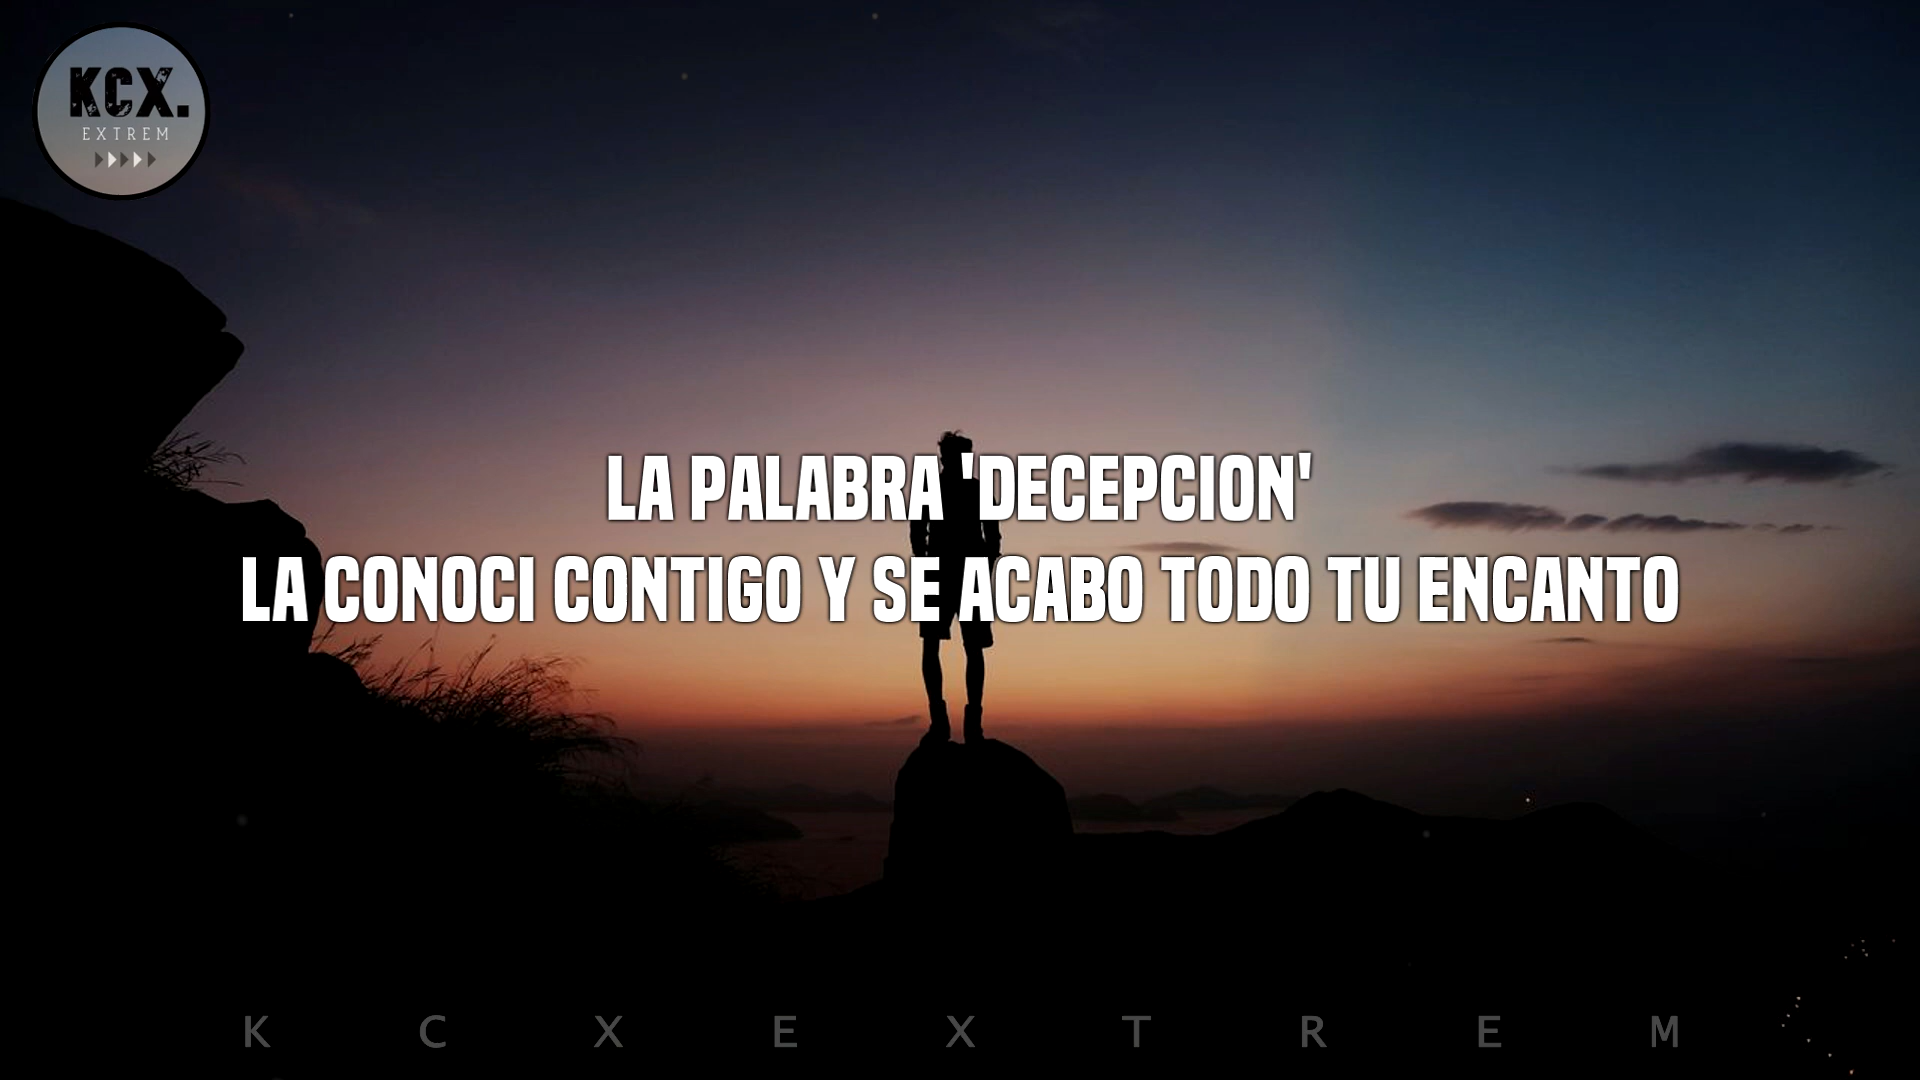 KCX.
EXTREM
LA PALABRA 'DECEPCION'
LA CONOCI CONTIGO Y SE ACABO TODO TU ENCANTO
K C X E X T R E M